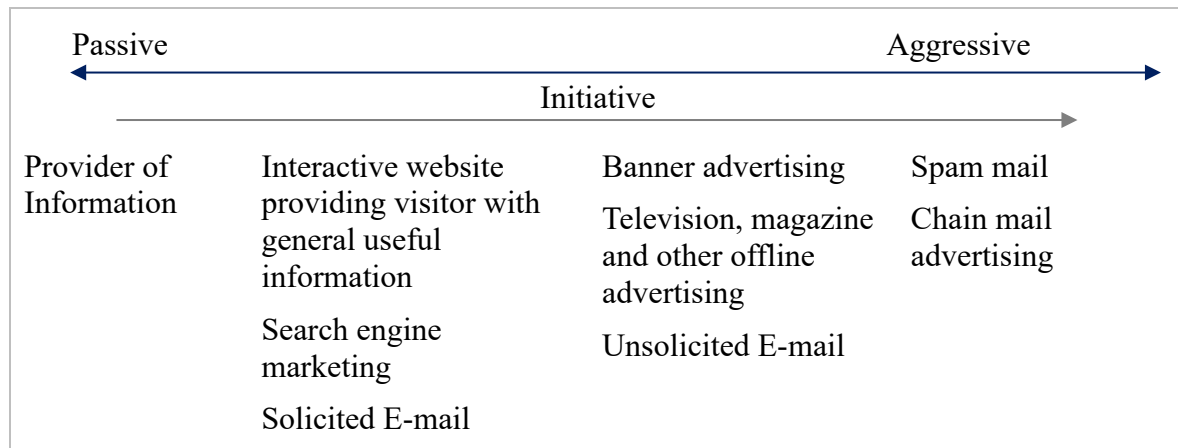 Passive
Aggressive
Initiative
Provider of
Information
Interactive website
providing visitor with
general useful
information
Search engine
marketing
Solicited E-mail
Banner advertising
Television, magazine
and other offline
advertising
Unsolicited E-mail
Spam mail
Chain mail
advertising